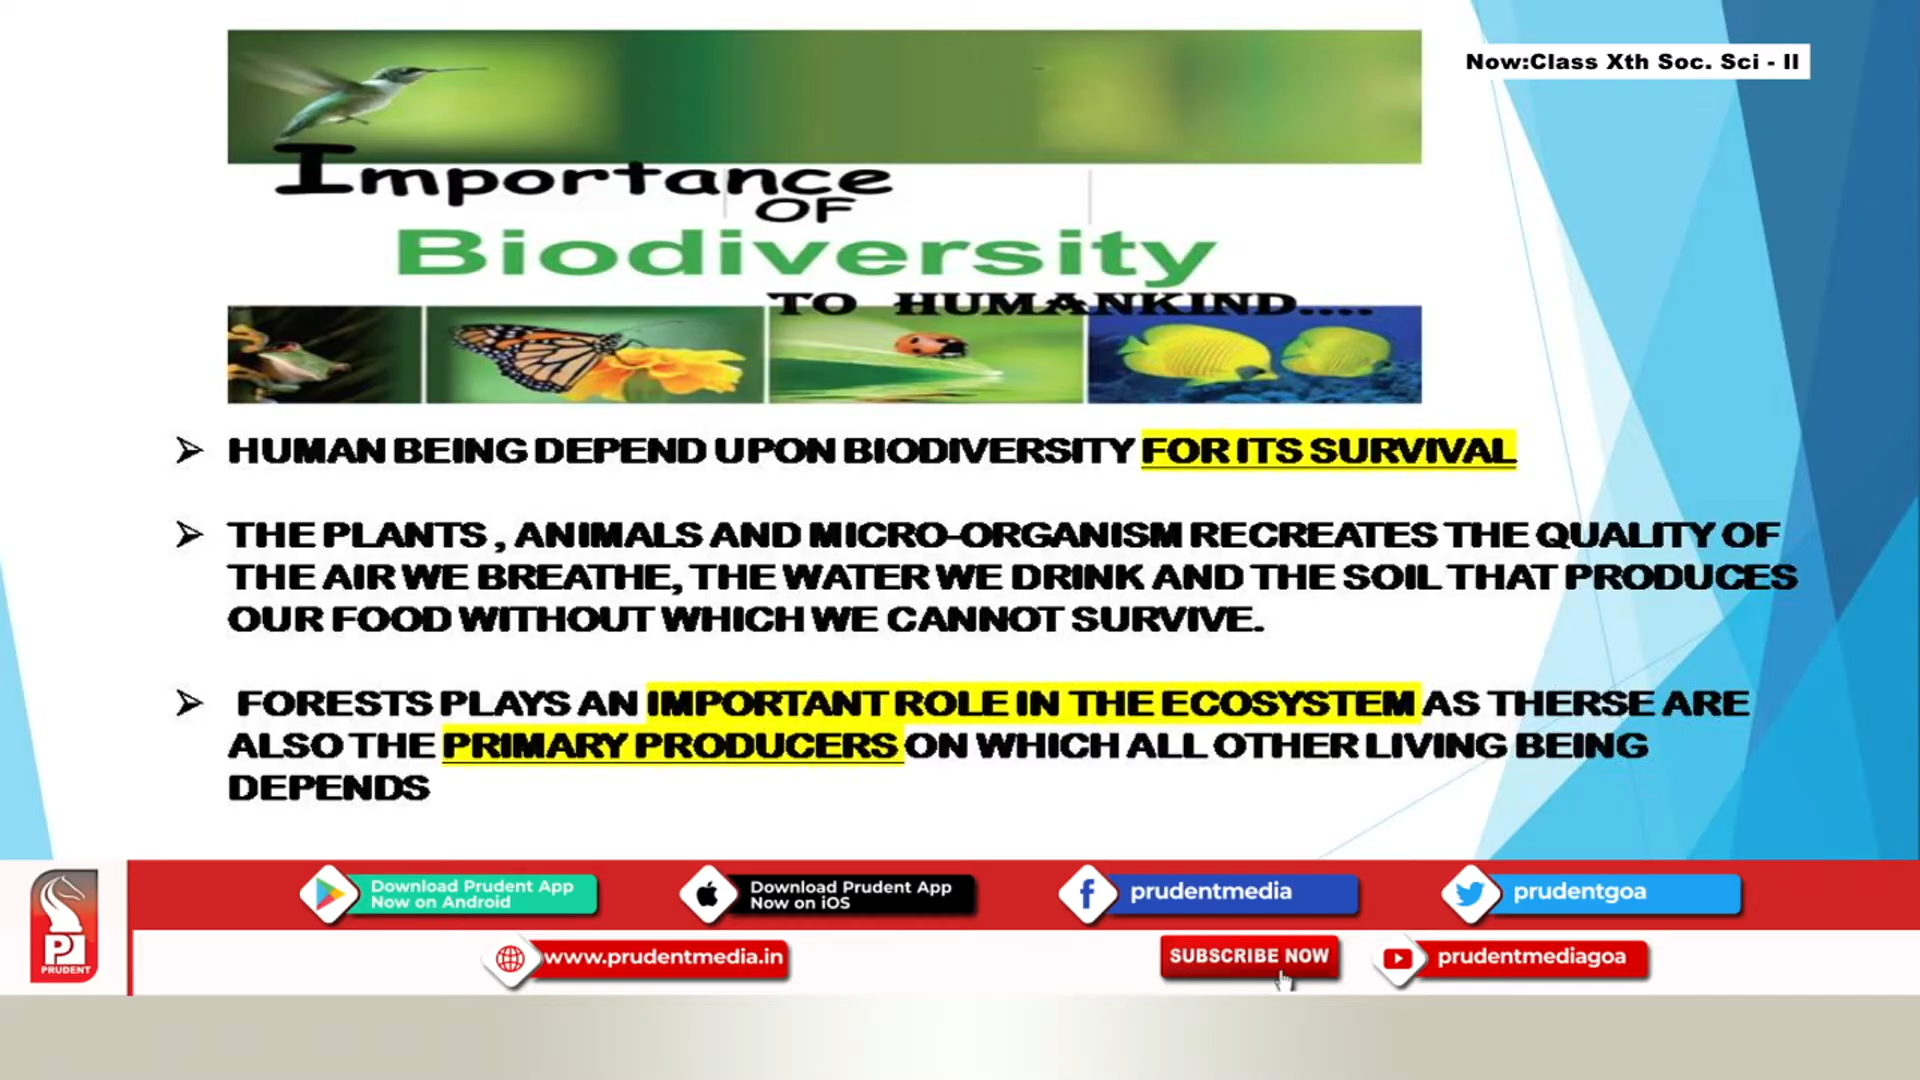 Now:Class Xth Soc. Sci - II
Importance
OF
Biodiversity
TO HUMANKIND....
➢ HUMAN BEING DEPEND UPON BIODIVERSITY FOR ITS SURVIVAL
➢ THE PLANTS , ANIMALS AND MICRO-ORGANISM RECREATES THE QUALITY OF
THE AIR WE BREATHE, THE WATER WE DRINK AND THE SOIL THAT PRODUCES
OUR FOOD WITHOUT WHICH WE CANNOT SURVIVE.
➢ FORESTS PLAYS AN IMPORTANT ROLE IN THE ECOSYSTEM AS THERSE ARE
ALSO THE PRIMARY PRODUCERS ON WHICH ALL OTHER LIVING BEING
DEPENDS
Download Prudent App
Now on Android
Download Prudent App
Now on iOS
prudentmedia
prudentgoa
PRUDENT
www.prudentmedia.in
SUBSCRIBE NOW
prudentmediagoa